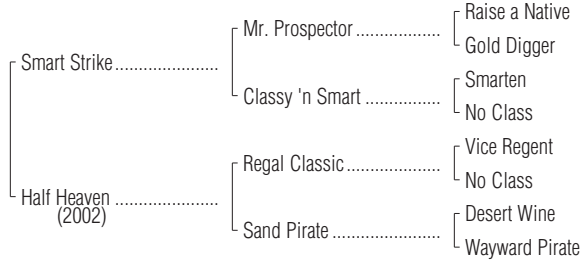 Raise a Native
Mr. Prospector ..................
Gold Digger
Smart Strike ......................
Smarten
Classy 'n Smart ................
No Class
Vice Regent
Regal Classic ....................
No Class
Half Heaven ......................
(2002)
Desert Wine
Sand Pirate .......................
Wayward Pirate